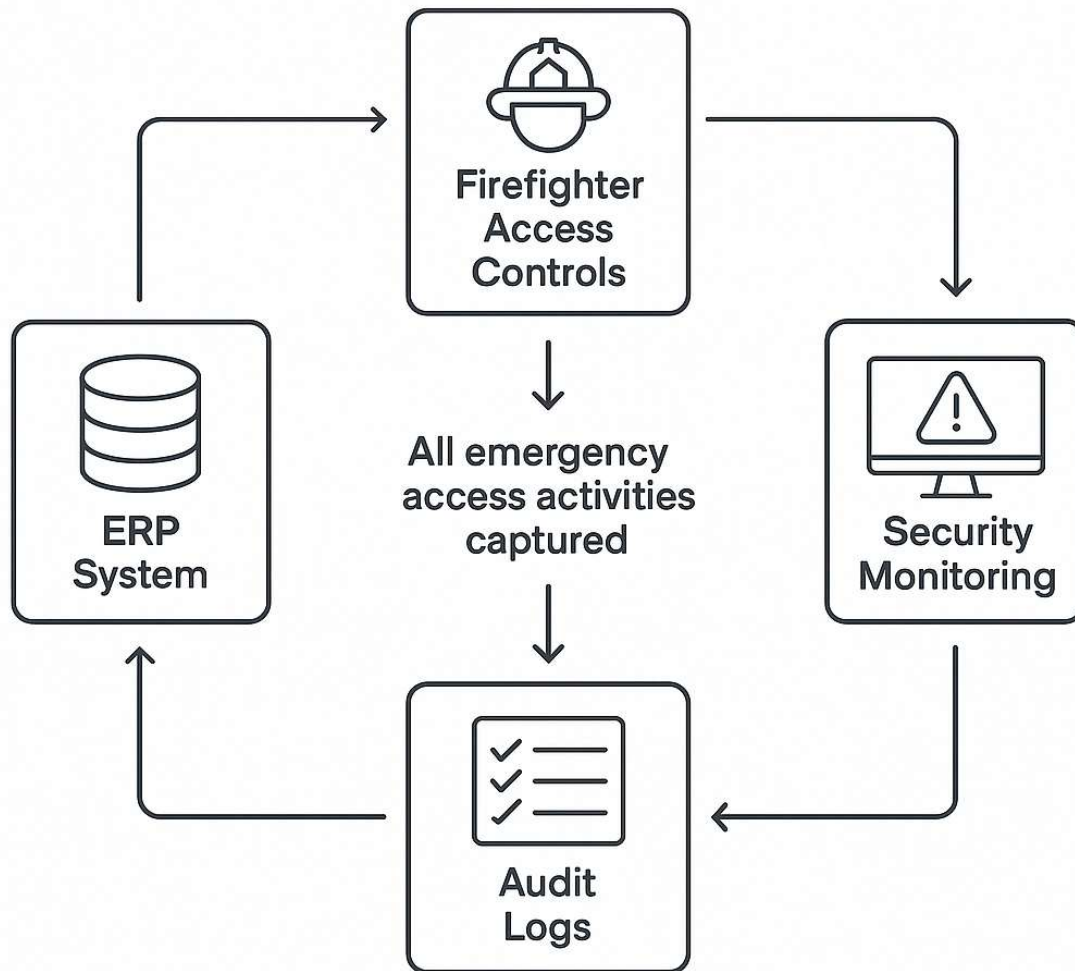 Firefighter
Access
Controls
ERP
System
All emergency
access activities
captured
Security
Monitoring
Audit
Logs